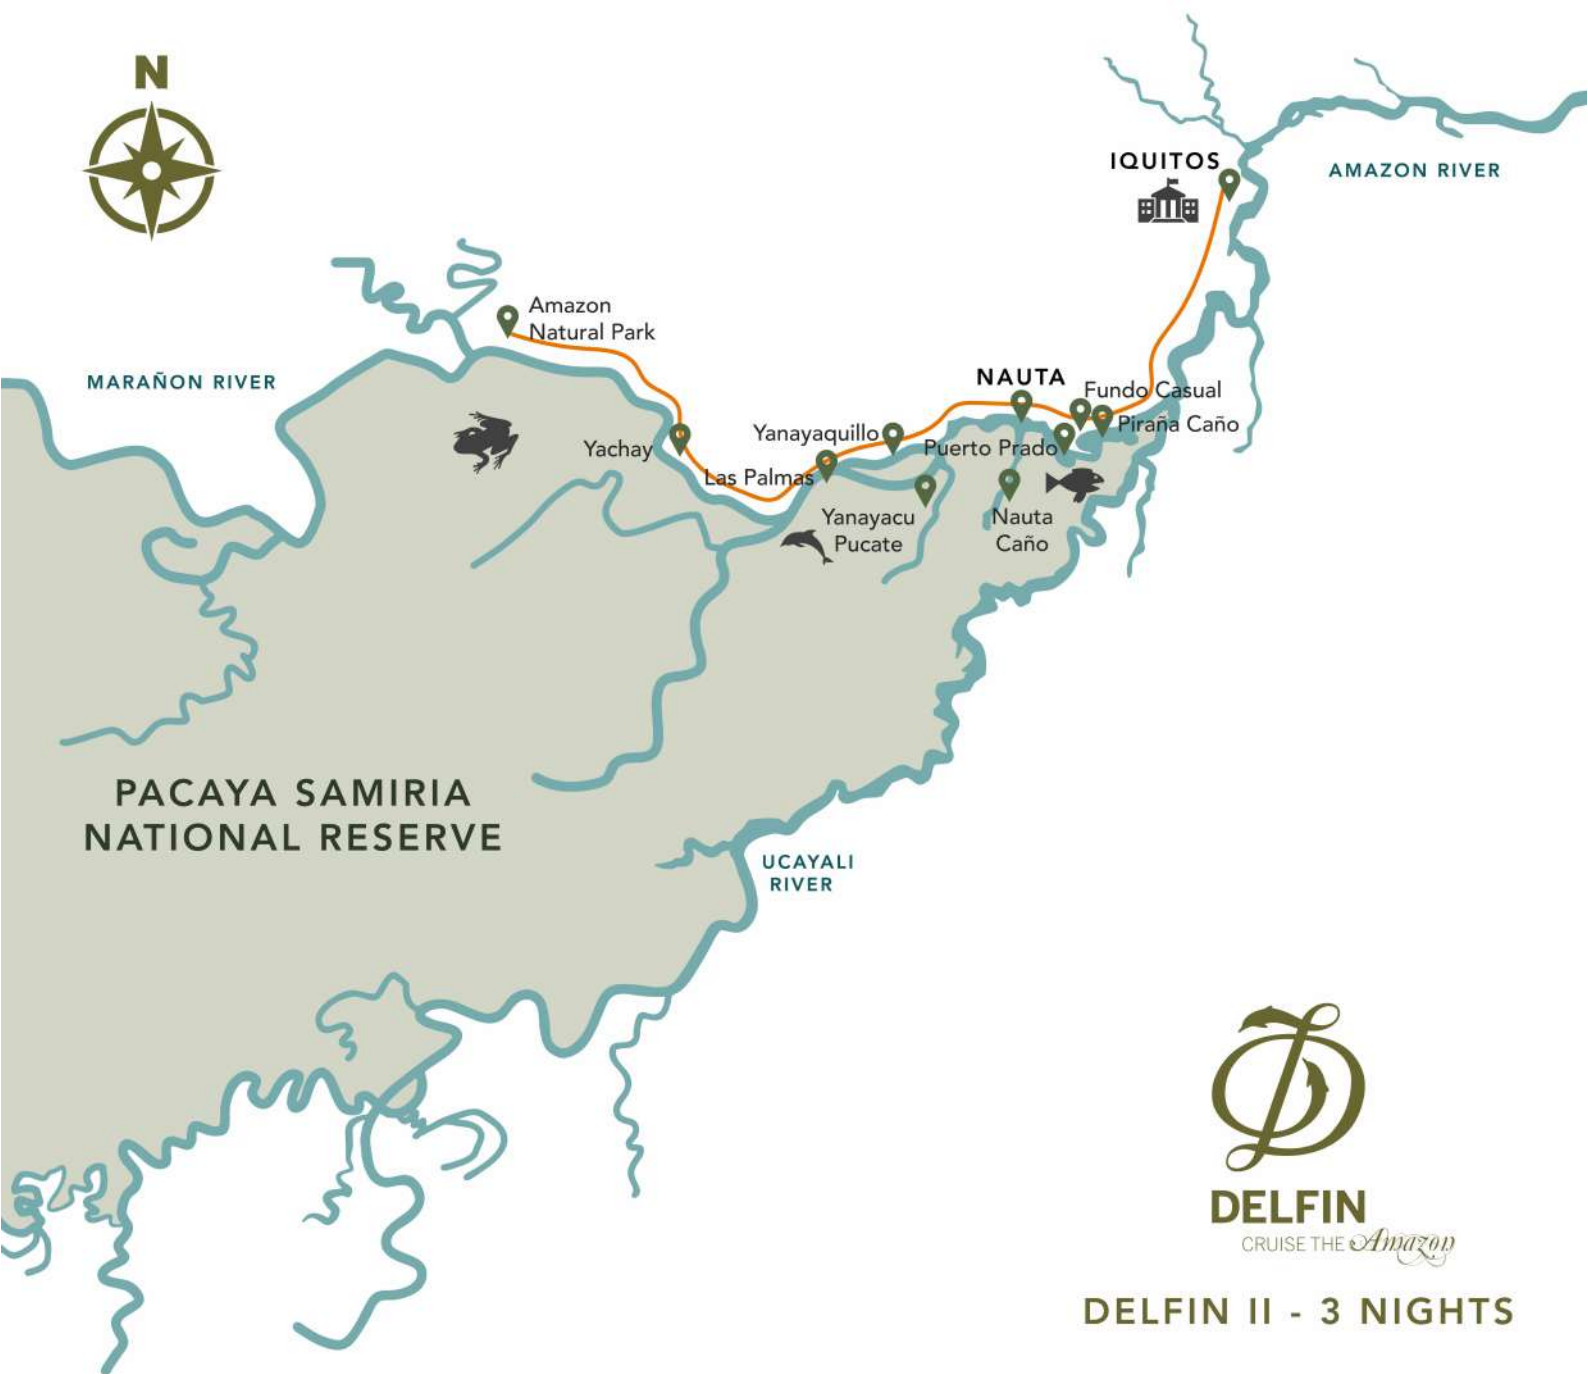 N
IQUITOS
AMAZON RIVER
Amazon
Natural Park
MARAÑON RIVER
NAUTA
Fundo Casual
Piraña Caño
Yanayaquillo
Puerto Prado
Yachay
Las Palmas
Yanayacu
Pucate
Nauta
Caño
PACAYA SAMIRIA
NATIONAL RESERVE
UCAYALI
RIVER
DELFIN
CRUISE THE Amazon
DELFIN II - 3 NIGHTS